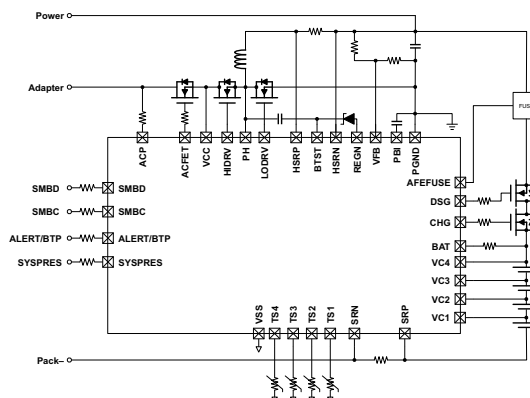 Power
Adapter
ACP
ACFET
VCC
HIDRV
PH
LODRV
HSRP
BTST
HSRN
REGN
VFB
PBI
PGND
FUSE
AFEFUSE
DSG
CHG
BAT
VC4
VC3
VC2
VC1
SMBD
SMBD
SMBC
SMBC
ALERT/BTP
ALERT/BTP
SYSPRES
SYSPRES
VSS
TS4
TS3
TS2
TS1
SRN
SRP
Pack–